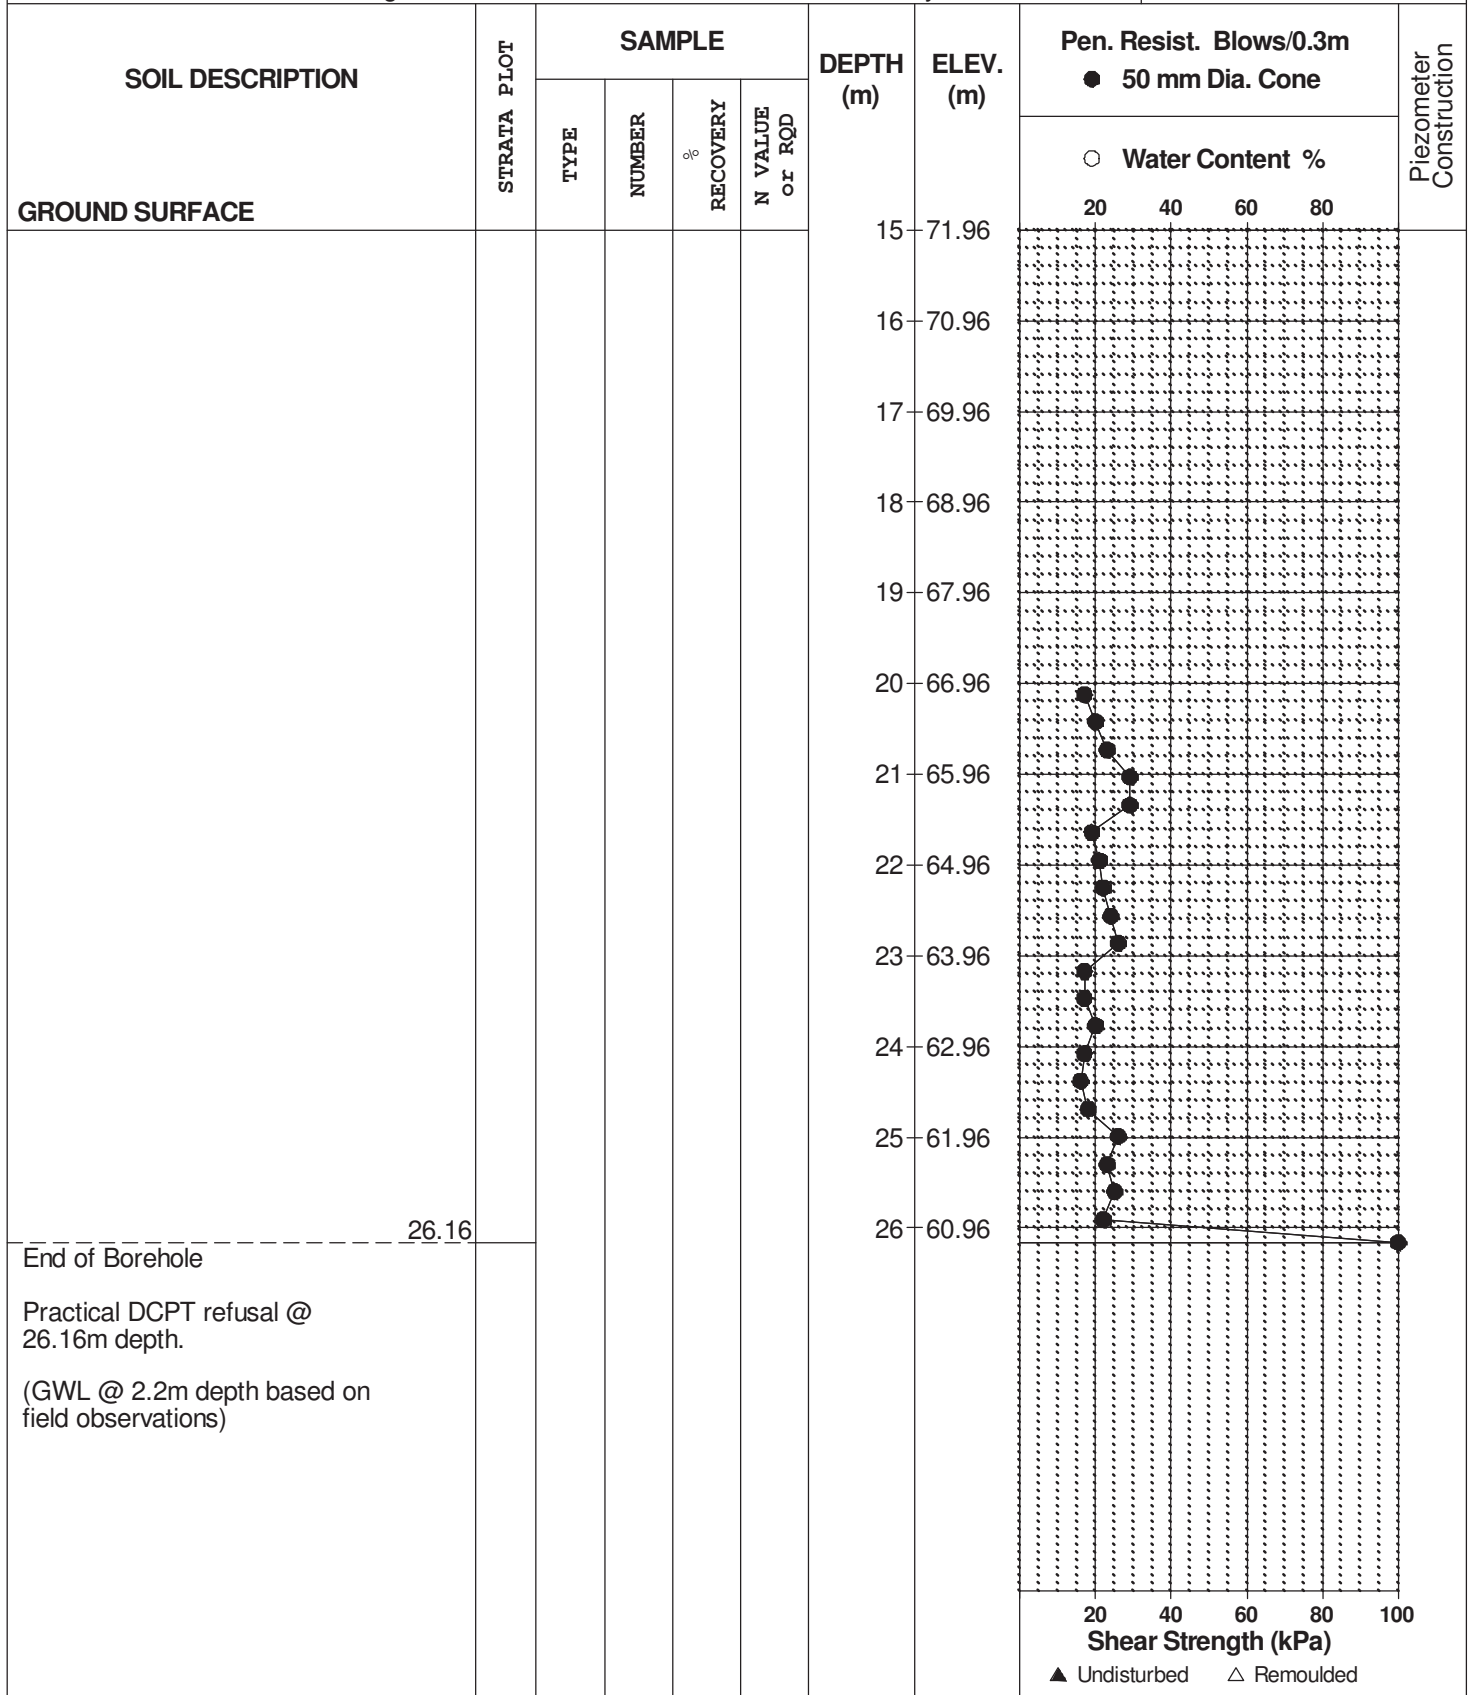 SOIL DESCRIPTION
GROUND SURFACE
STRATA PLOT
SAMPLE
TYPE
NUMBER
%
RECOVERY
N VALUE
or RQD
DEPTH
(m)
ELEV.
(m)
Pen. Resist. Blows/0.3m
● 50 mm Dia. Cone
○ Water Content %
20 40 60 80
Piezometer
Construction
15 71.96
16 70.96
17 69.96
18 68.96
19 67.96
20 66.96
21 65.96
22 64.96
23 63.96
24 62.96
25 61.96
26 60.96
26.16
End of Borehole
Practical DCPT refusal @
26.16m depth.
(GWL @ 2.2m depth based on
field observations)
20 40 60 80 100
Shear Strength (kPa)
▲ Undisturbed △ Remoulded